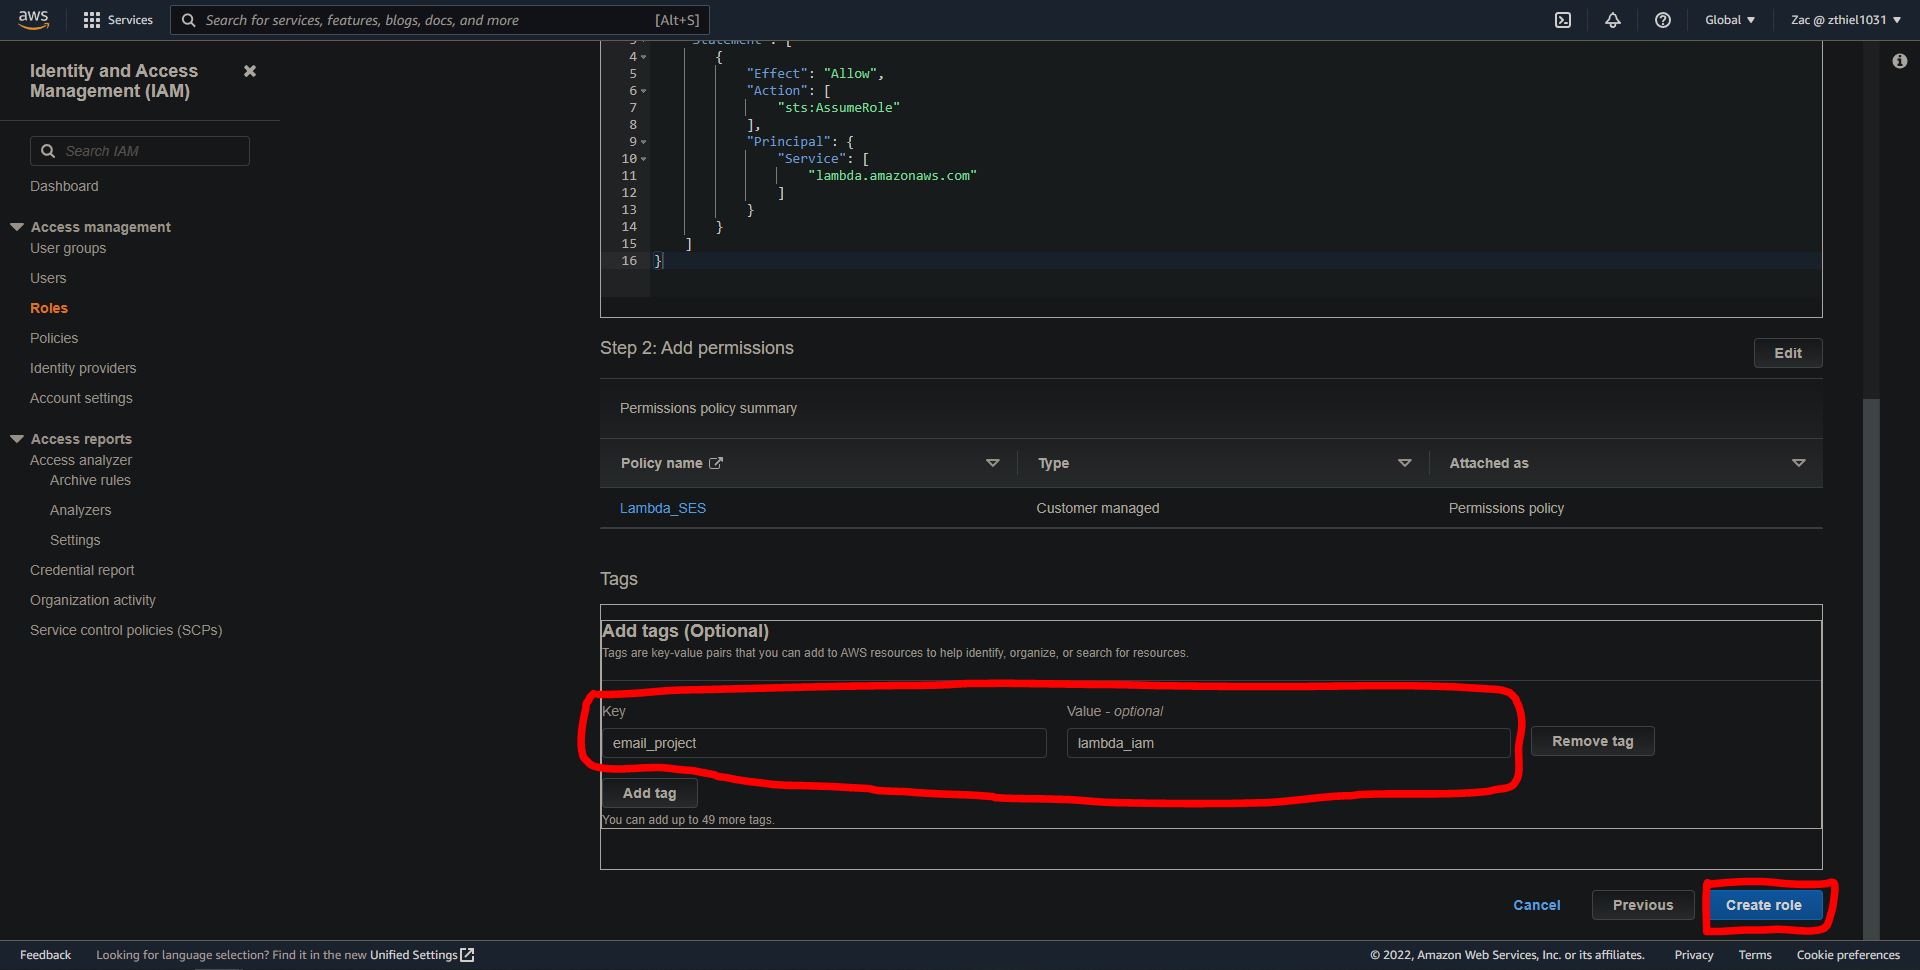 aws
Services
Search for services, features, blogs, docs, and more
[Alt+S]
Global
Zac @ zthiel1031
Identity and Access
Management (IAM)
Search IAM
Dashboard
Access management
User groups
Users
Roles
Policies
Identity providers
Account settings
Access reports
Access analyzer
Archive rules
Analyzers
Settings
Credential report
Organization activity
Service control policies (SCPs)
3 "Statement": [
4 {
5 "Effect": "Allow",
6 "Action": [
7 "sts:AssumeRole"
8 ],
9 "Principal": {
10 "Service": [
11 "lambda.amazonaws.com"
12 ]
13 }
14 }
15 ]
16 }
Step 2: Add permissions
Edit
Permissions policy summary
Policy name
Type
Attached as
Lambda_SES
Customer managed
Permissions policy
Tags
Add tags (Optional)
Tags are key-value pairs that you can add to AWS resources to help identify, organize, or search for resources.
Key
Value - optional
email_project
lambda_iam
Remove tag
Add tag
You can add up to 49 more tags.
Cancel
Previous
Create role
Feedback
Looking for language selection? Find it in the new Unified Settings
© 2022, Amazon Web Services, Inc. or its affiliates.
Privacy
Terms
Cookie preferences